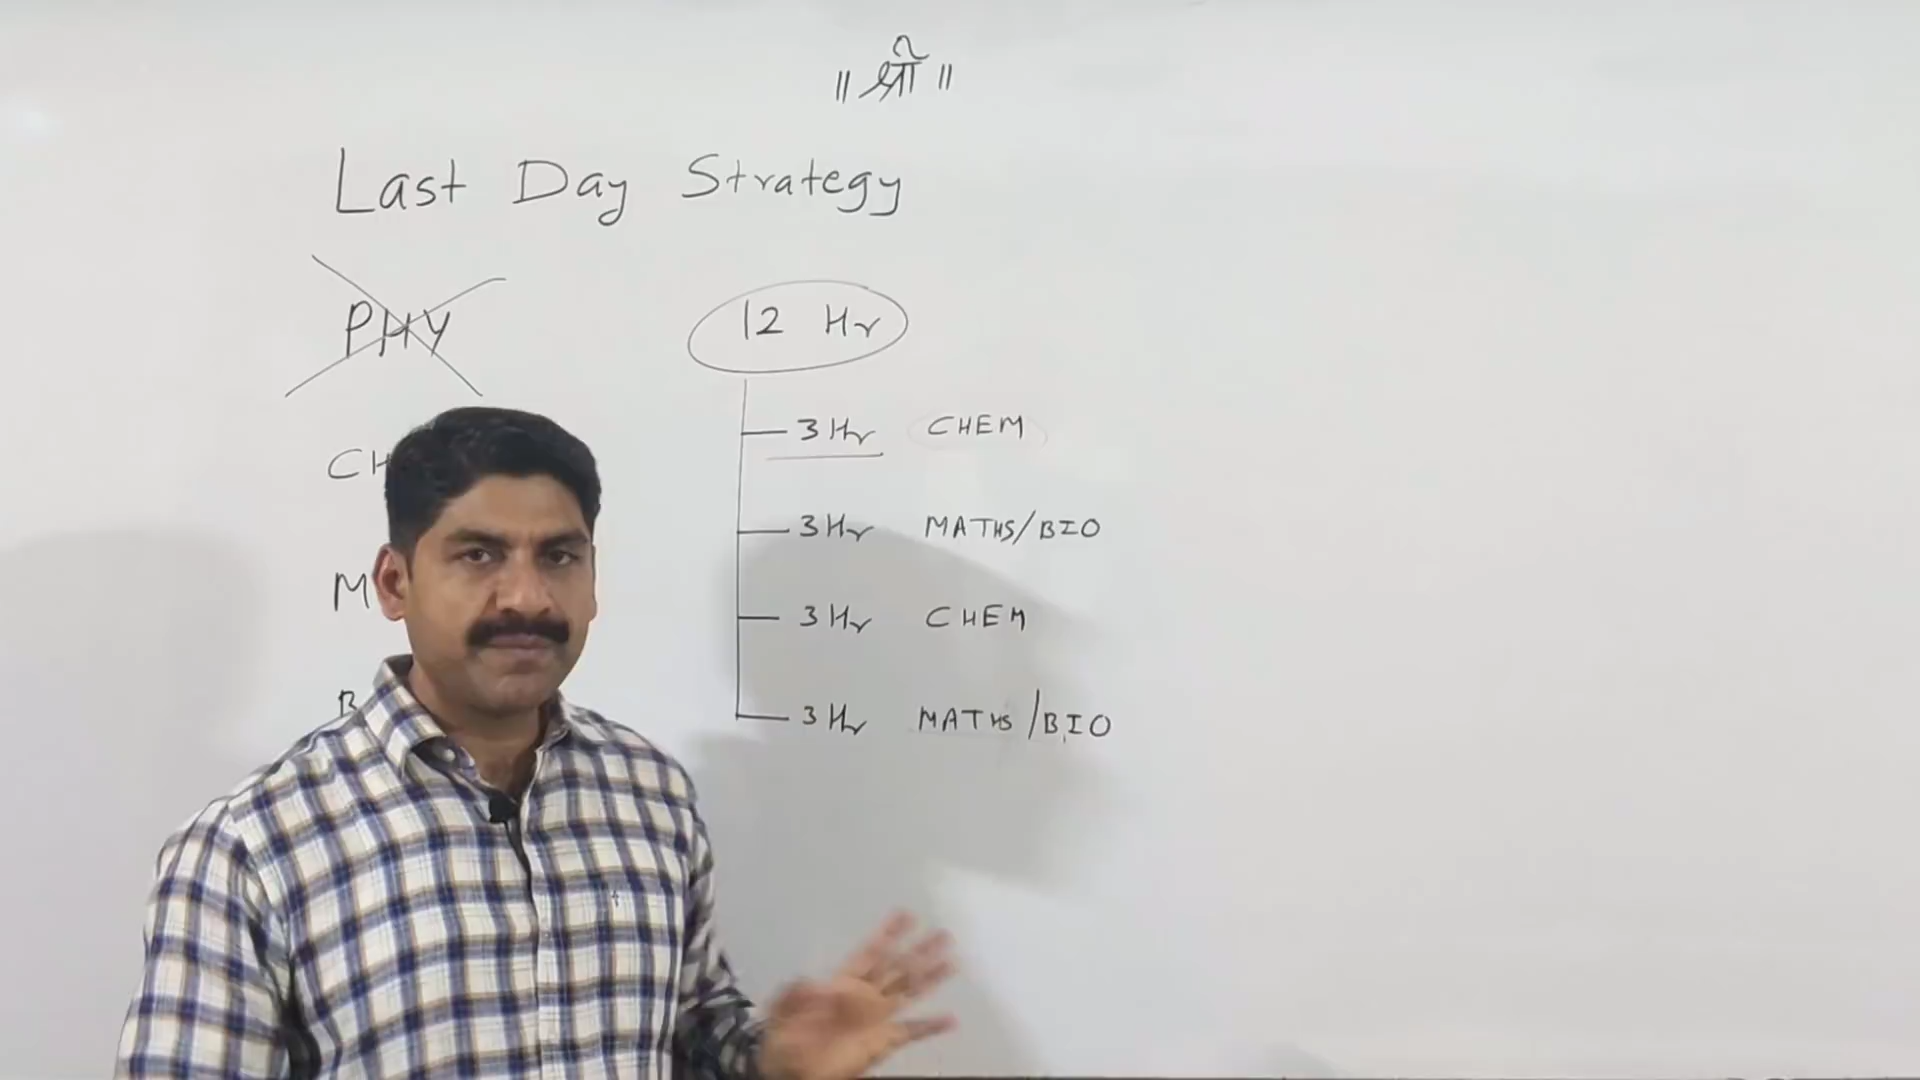 ॥ श्री ॥
Last Day Strategy
PHY
12 Hr
3 Hr CHEM
3 Hr MATHS/BIO
3 Hr CHEM
3 Hr MATHS/BIO